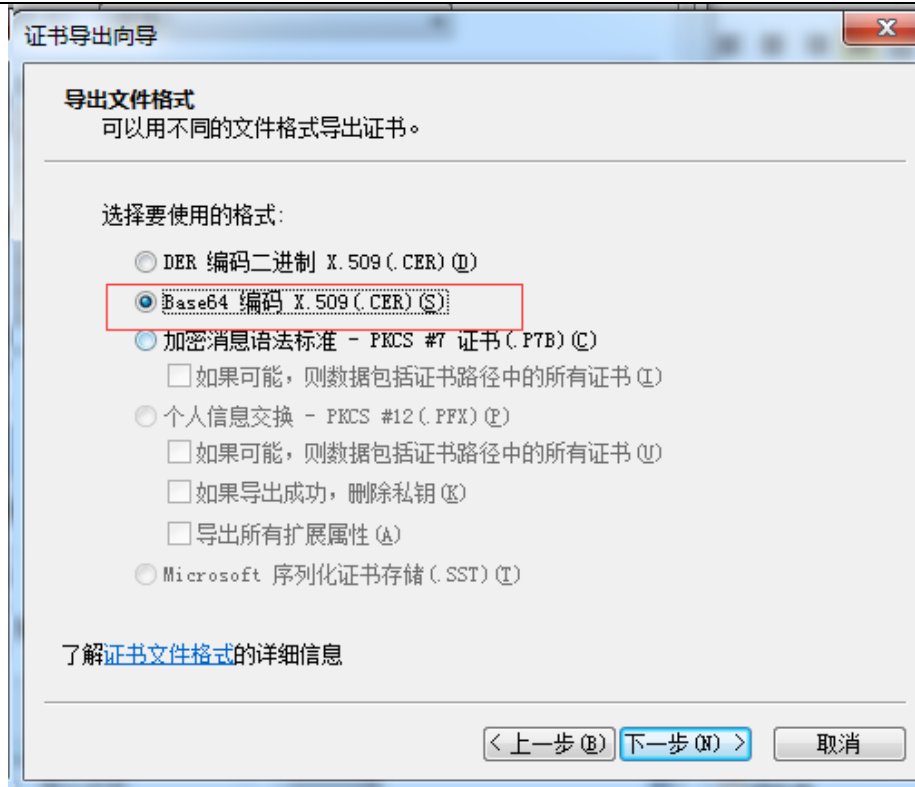 证书导出向导
导出文件格式
可以用不同的文件格式导出证书。
选择要使用的格式:
DER 编码二进制 X.509(.CER)(D)
Base64 编码 X.509(.CER)(S)
加密消息语法标准 - PKCS #7 证书(.P7B)(C)
如果可能，则数据包括证书路径中的所有证书(I)
个人信息交换 - PKCS #12(.PFX)(P)
如果可能，则数据包括证书路径中的所有证书(U)
如果导出成功，删除私钥(K)
导出所有扩展属性(A)
Microsoft 序列化证书存储(.SST)(T)
了解证书文件格式的详细信息
< 上一步(B) 下一步(N) > 取消